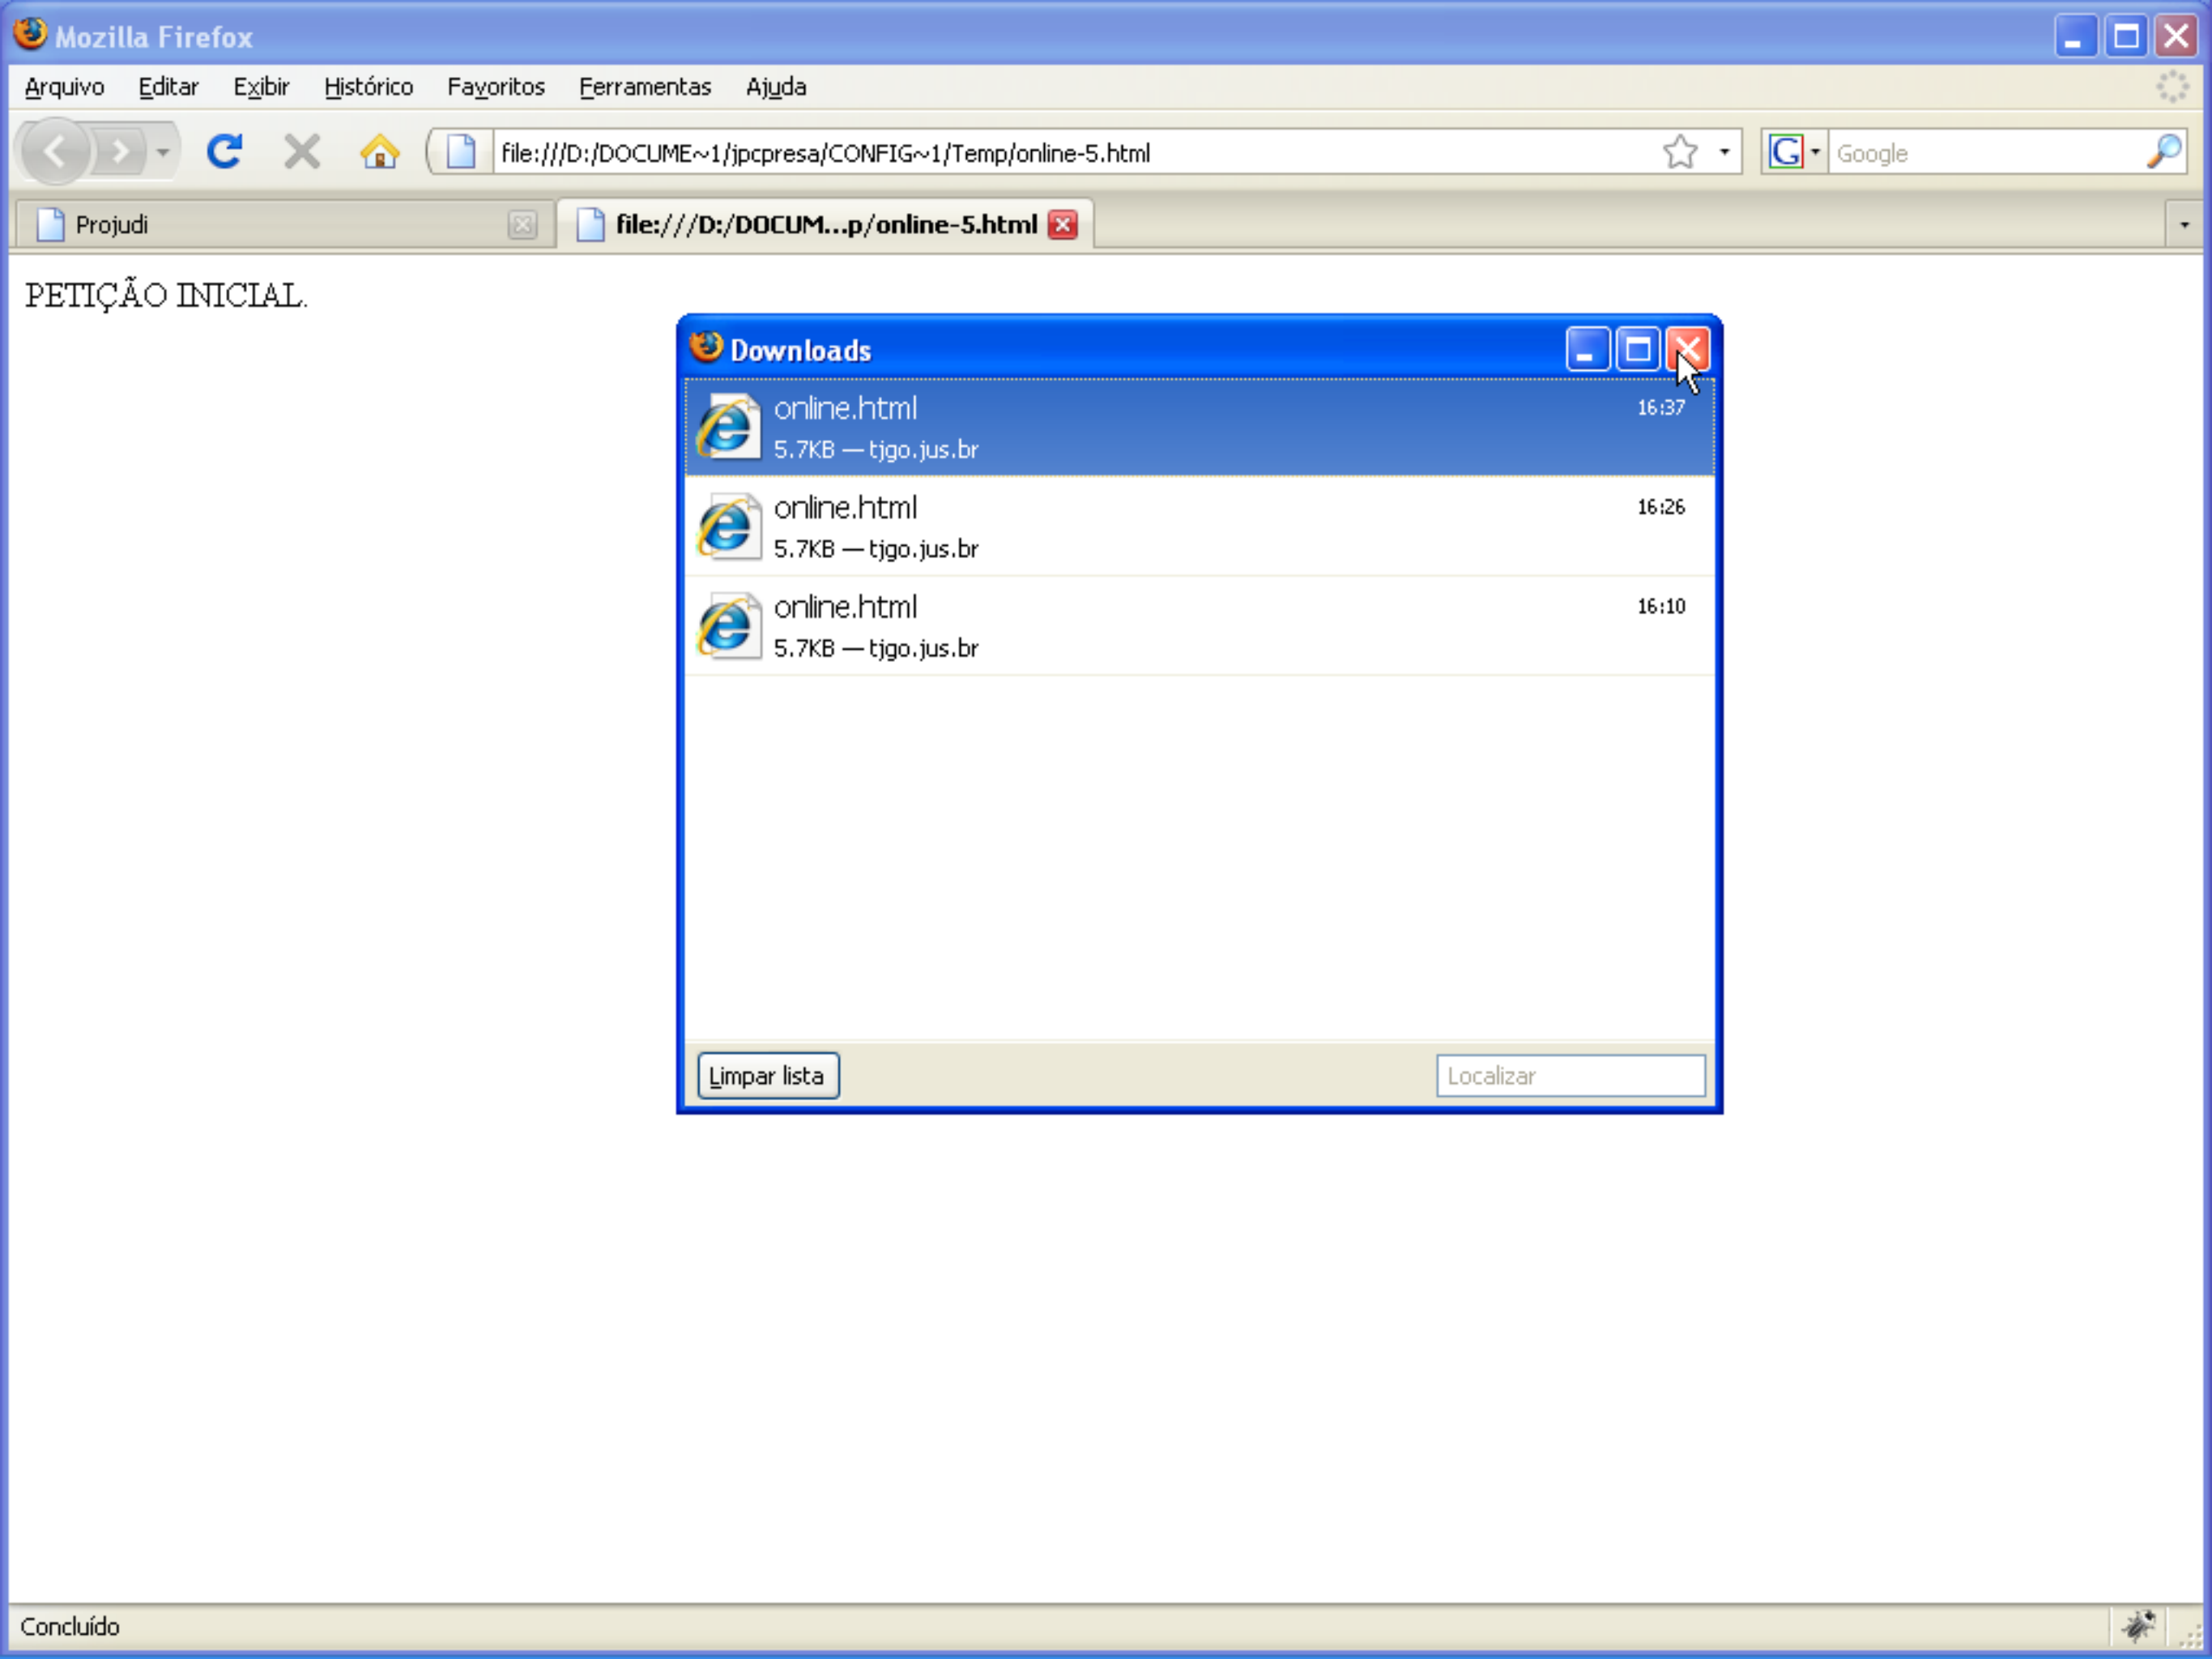 Mozilla Firefox
Arquivo Editar Exibir Histórico Favoritos Ferramentas Ajuda
file:///D:/DOCUME~1/jpcpresa/CONFIG~1/Temp/online-5.html
G Google
Projudi
file:///D:/DOCUM...p/online-5.html
PETIÇÃO INICIAL.
Downloads
online.html 16:37
5.7KB — tjgo.jus.br
online.html 16:26
5.7KB — tjgo.jus.br
online.html 16:10
5.7KB — tjgo.jus.br
Limpar lista
Localizar
Concluído